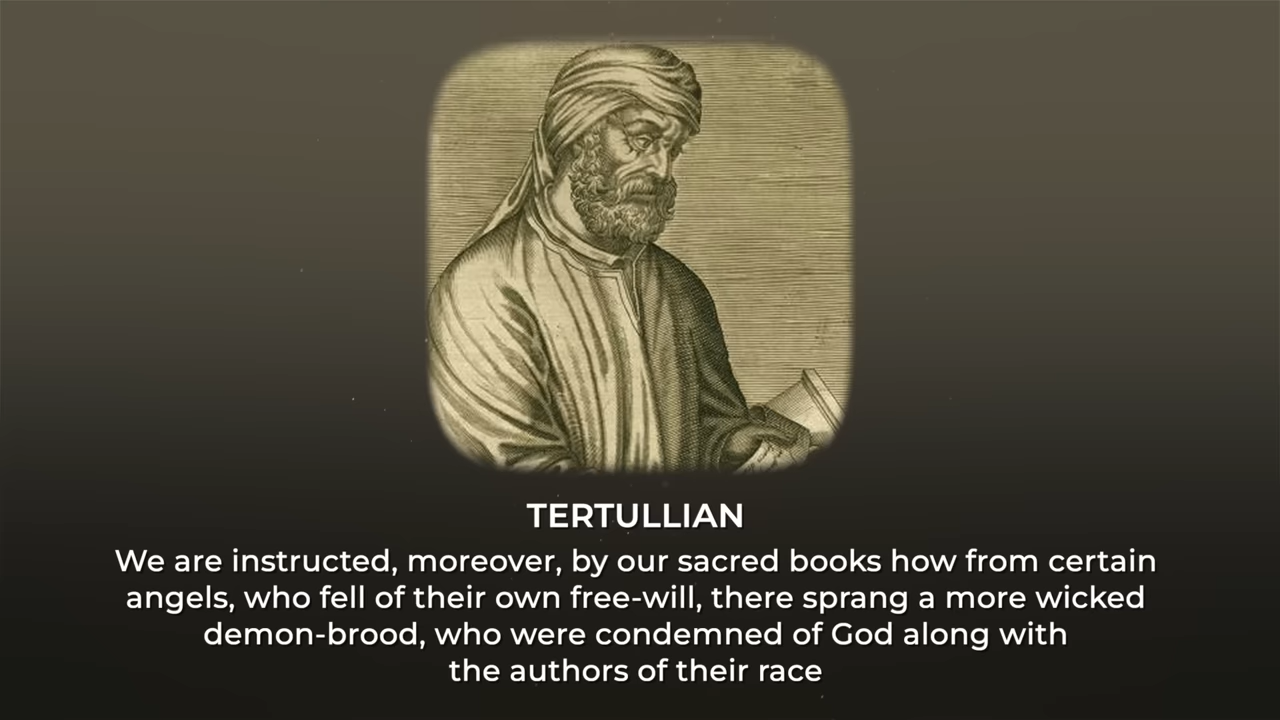 TERTULLIAN
We are instructed, moreover, by our sacred books how from certain
angels, who fell of their own free-will, there sprang a more wicked
demon-brood, who were condemned of God along with
the authors of their race